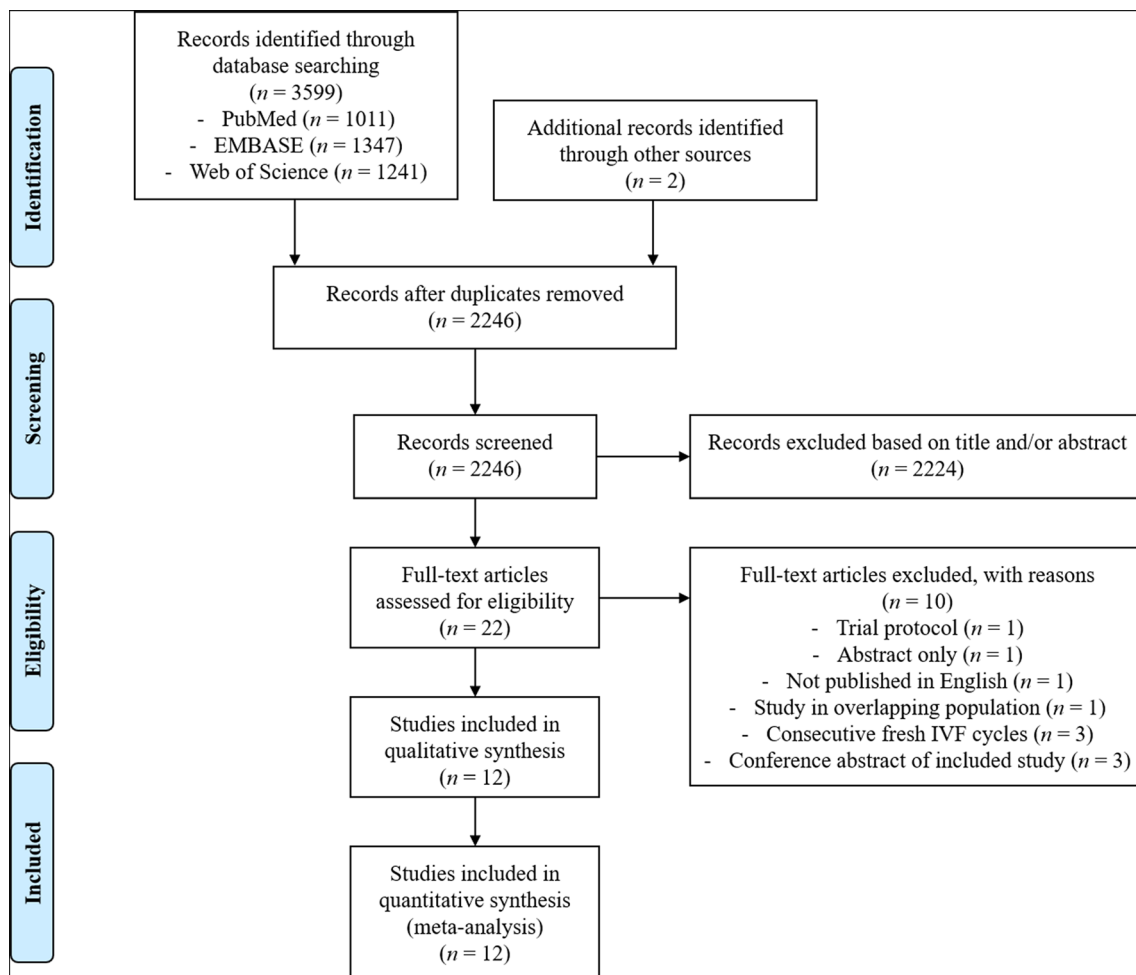 Identification
Records identified through
database searching
(n = 3599)
- PubMed (n = 1011)
- EMBASE (n = 1347)
- Web of Science (n = 1241)
Additional records identified
through other sources
(n = 2)
Records after duplicates removed
(n = 2246)
Screening
Records screened
(n = 2246)
Records excluded based on title and/or abstract
(n = 2224)
Eligibility
Full-text articles
assessed for eligibility
(n = 22)
Full-text articles excluded, with reasons
(n = 10)
- Trial protocol (n = 1)
- Abstract only (n = 1)
- Not published in English (n = 1)
- Study in overlapping population (n = 1)
- Consecutive fresh IVF cycles (n = 3)
- Conference abstract of included study (n = 3)
Studies included in
qualitative synthesis
(n = 12)
Included
Studies included in
quantitative synthesis
(meta-analysis)
(n = 12)